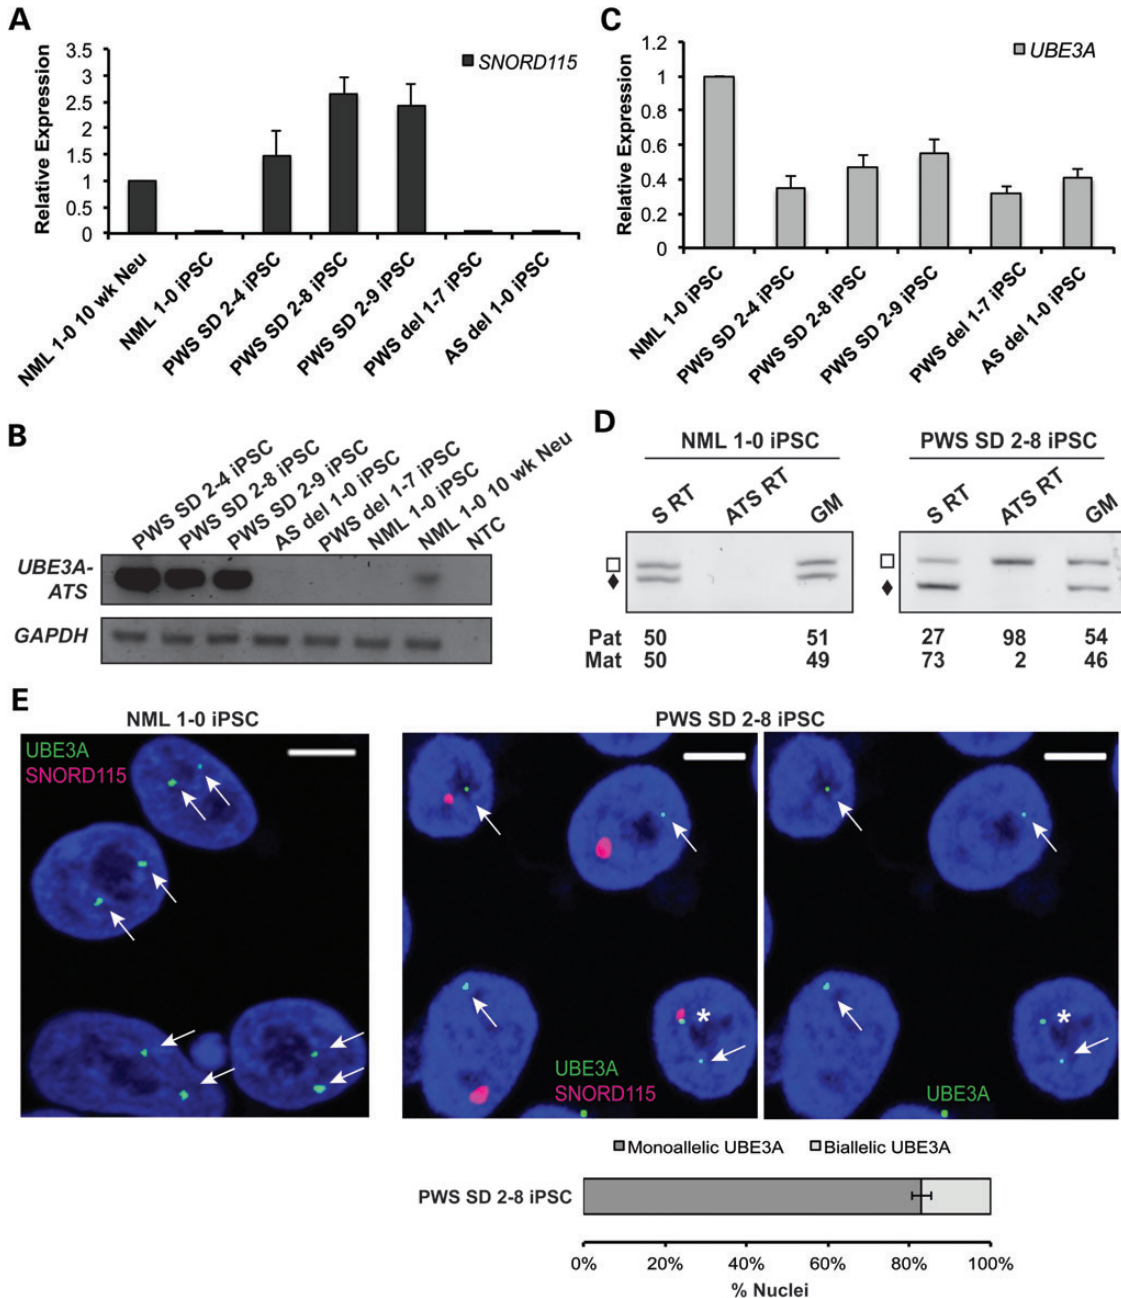 A
3.5
3
2.5
2
1.5
1
0.5
0
Relative Expression
SNORD115
NML 1-0 10 wk Neu
NML 1-0 iPSC
PWS SD 2-4 iPSC
PWS SD 2-8 iPSC
PWS SD 2-9 iPSC
PWS del 1-7 iPSC
AS del 1-0 iPSC
C
1.2
1
0.8
0.6
0.4
0.2
0
Relative Expression
UBE3A
NML 1-0 iPSC
PWS SD 2-4 iPSC
PWS SD 2-8 iPSC
PWS SD 2-9 iPSC
PWS del 1-7 iPSC
AS del 1-0 iPSC
B
PWS SD 2-4 iPSC
PWS SD 2-8 iPSC
PWS SD 2-9 iPSC
AS del 1-0 iPSC
PWS del 1-7 iPSC
NML 1-0 iPSC
NML 1-0 10 wk Neu
NTC
UBE3A-
ATS
GAPDH
D
NML 1-0 iPSC
S RT
ATS RT
GM
PWS SD 2-8 iPSC
S RT
ATS RT
GM
Pat 50 51 27 98 54
Mat 50 49 73 2 46
E
NML 1-0 iPSC
UBE3A
SNORD115
PWS SD 2-8 iPSC
*
*
UBE3A
SNORD115
UBE3A
Monoallelic UBE3A Biallelic UBE3A
PWS SD 2-8 iPSC
0% 20% 40% 60% 80% 100%
% Nuclei